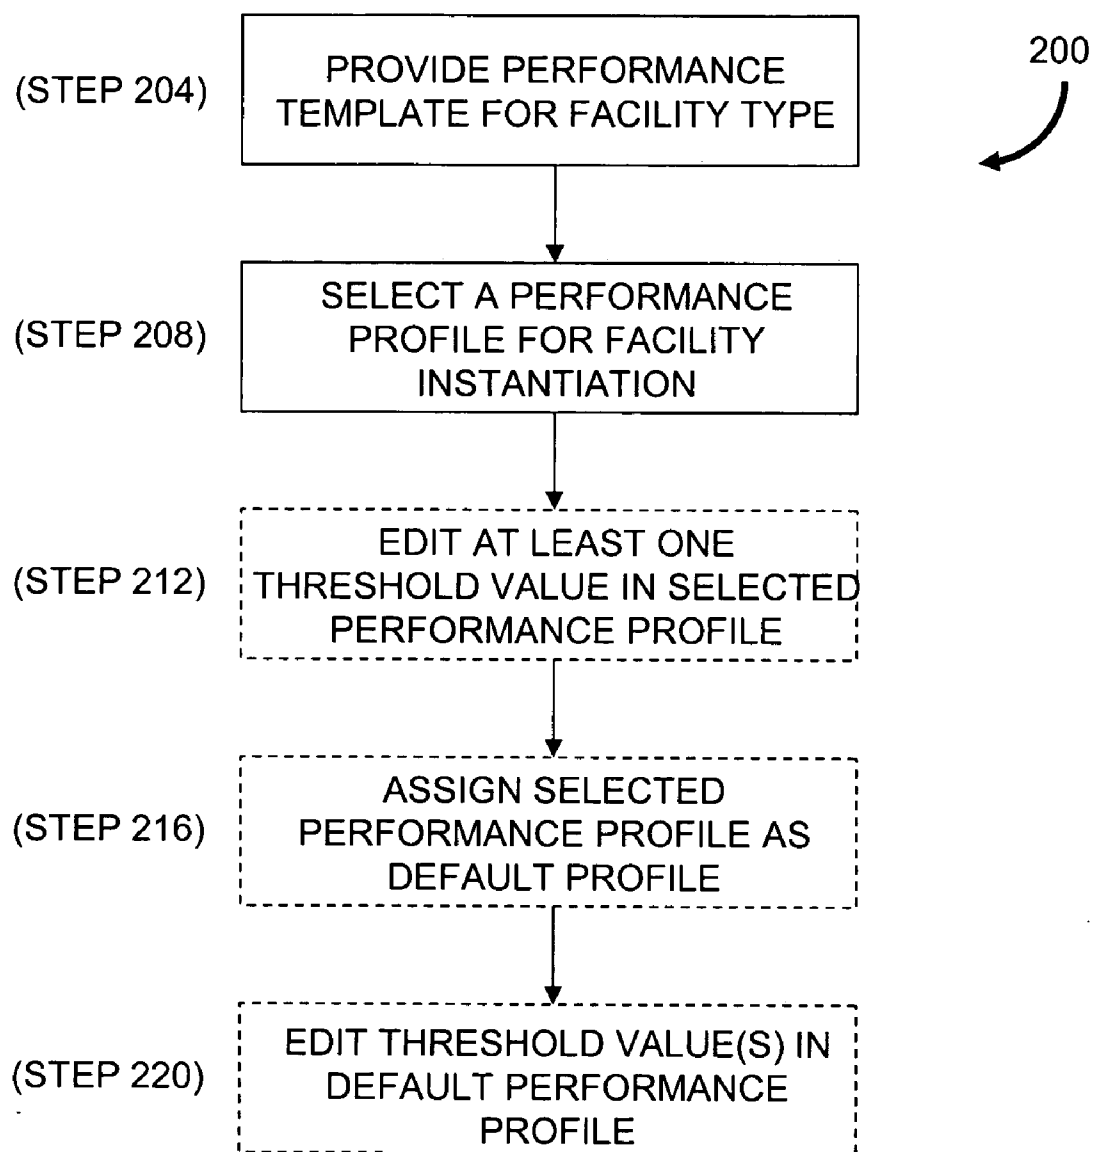 200
(STEP 204)
PROVIDE PERFORMANCE
TEMPLATE FOR FACILITY TYPE
(STEP 208)
SELECT A PERFORMANCE
PROFILE FOR FACILITY
INSTANTIATION
(STEP 212)
EDIT AT LEAST ONE
THRESHOLD VALUE IN SELECTED
PERFORMANCE PROFILE
(STEP 216)
ASSIGN SELECTED
PERFORMANCE PROFILE AS
DEFAULT PROFILE
(STEP 220)
EDIT THRESHOLD VALUE(S) IN
DEFAULT PERFORMANCE
PROFILE